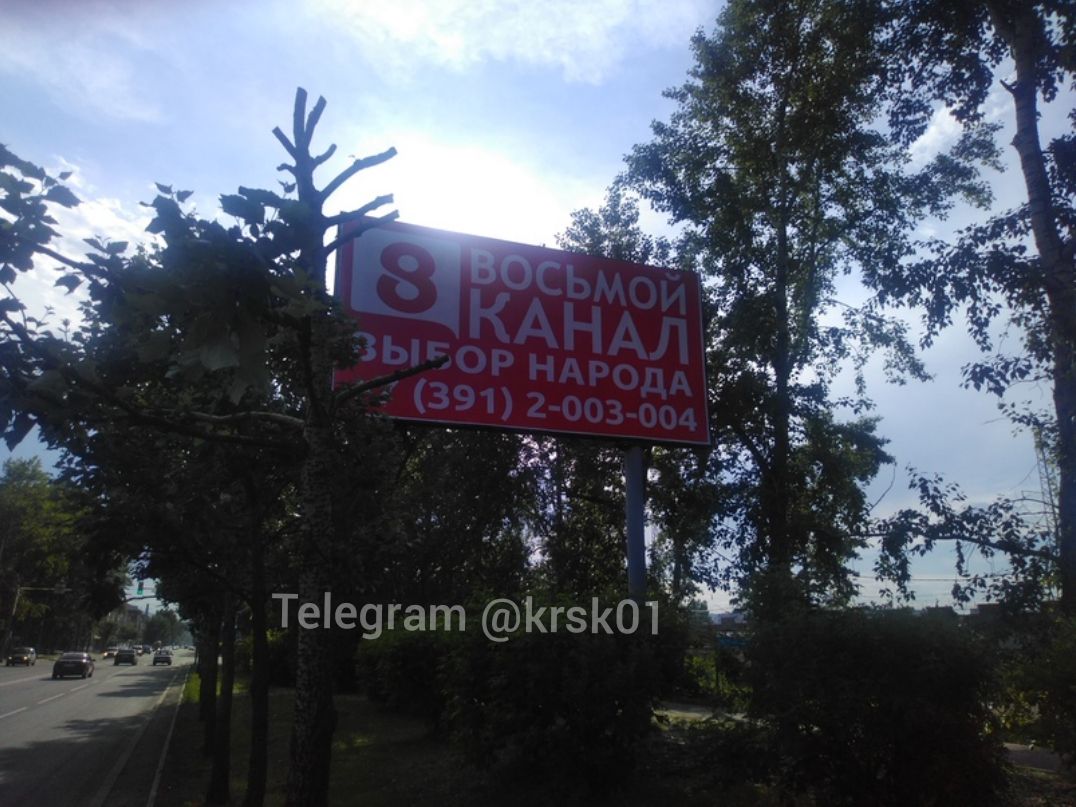 8 ВОСЬМОЙ
КАНАЛ
ВЫБОР НАРОДА
(391) 2-003-004
Telegram @krsk01